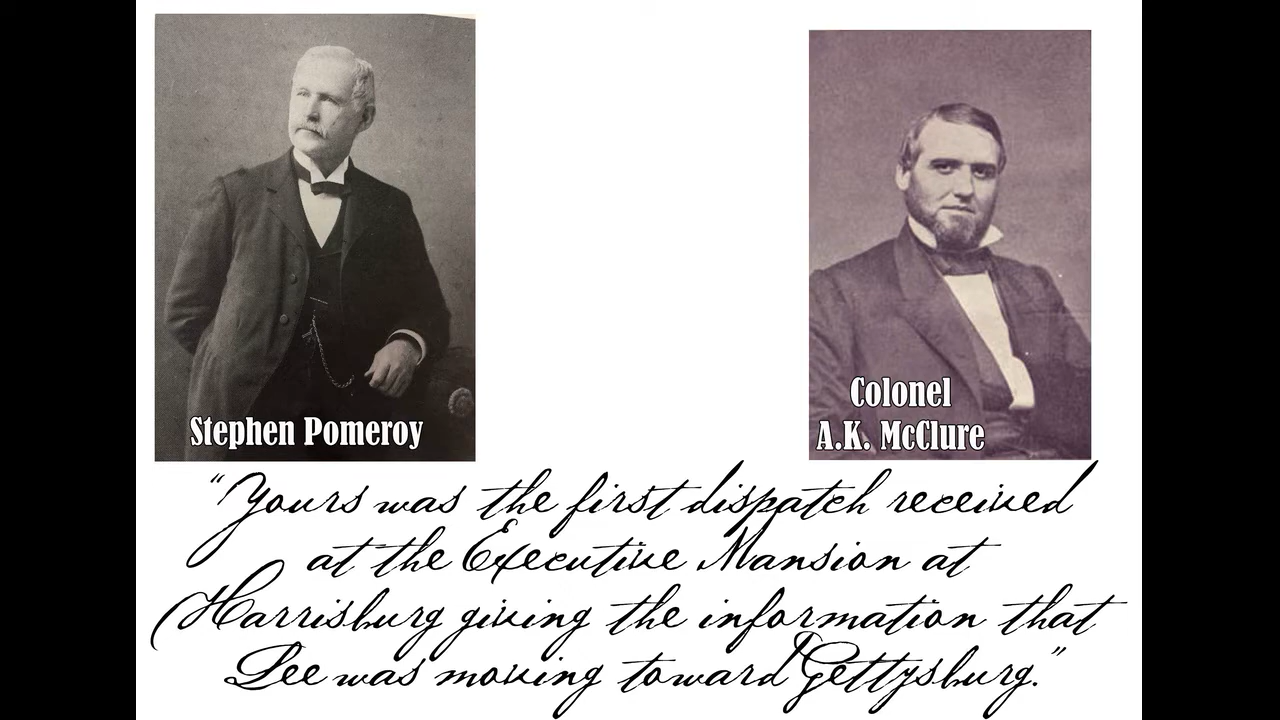 Stephen Pomeroy
Colonel
A.K. McClure
“Yours was the first dispatch received
at the Executive Mansion at
Harrisburg giving the information that
Lee was moving toward Gettysburg.”